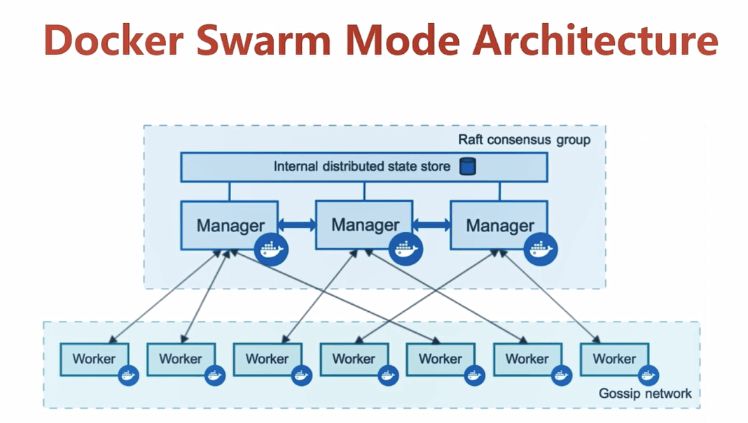 Docker Swarm Mode Architecture
Raft consensus group
Internal distributed state store
Manager
Manager
Manager
Worker
Worker
Worker
Worker
Worker
Worker
Worker
Gossip network